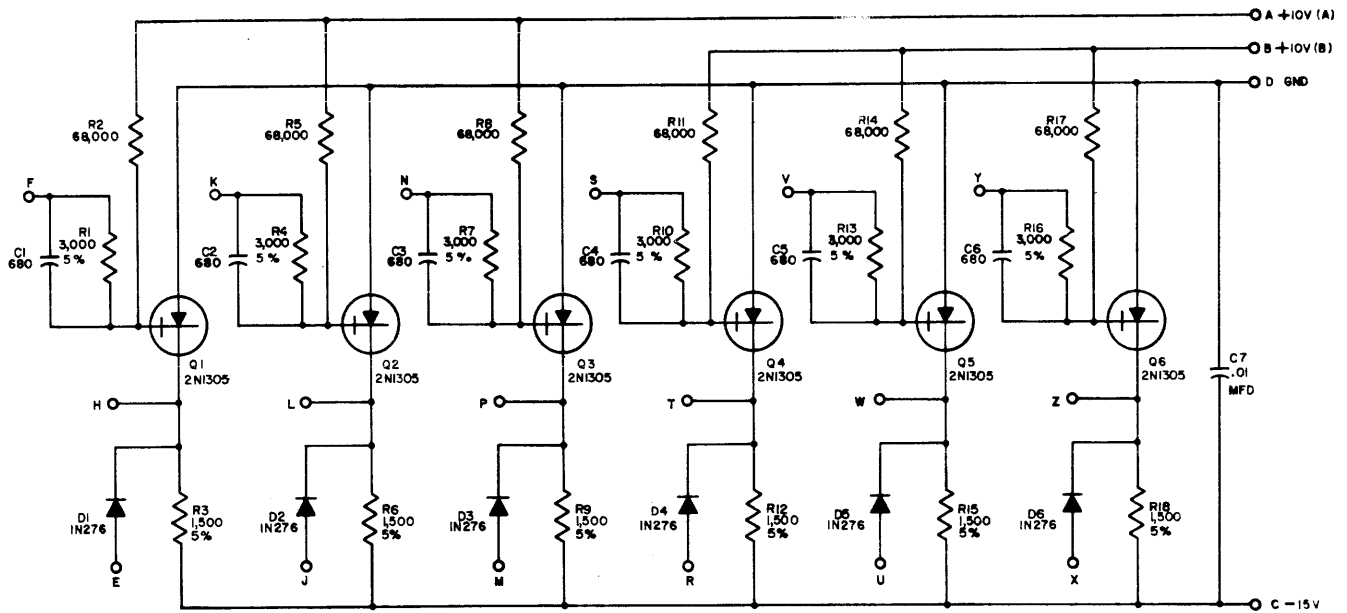 A +10V (A)
B +10V (B)
D GND
R2
68,000
R5
68,000
R8
68,000
R11
68,000
R14
68,000
R17
68,000
F
K
N
S
V
Y
C1
680
R1
3,000
5%
C2
680
R4
3,000
5%
C3
680
R7
3,000
5%
C4
680
R10
3,000
5%
C5
680
R13
3,000
5%
C6
680
R16
3,000
5%
Q1
2N1305
Q2
2N1305
Q3
2N1305
Q4
2N1305
Q5
2N1305
Q6
2N1305
C7
.01
MFD
H
L
P
T
W
Z
D1
1N276
R3
1,500
5%
D2
1N276
R6
1,500
5%
D3
1N276
R9
1,500
5%
D4
1N276
R12
1,500
5%
D5
1N276
R15
1,500
5%
D6
1N276
R18
1,500
5%
E
J
M
R
U
X
C -15V